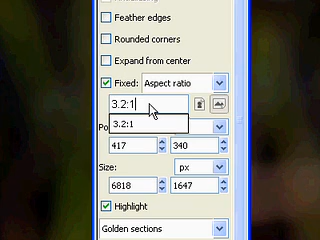 Feather edges
Rounded corners
Expand from center
Fixed: Aspect ratio
3.2:1
3.2:1
Po
417 340
Size: px
6818 1647
Highlight
Golden sections